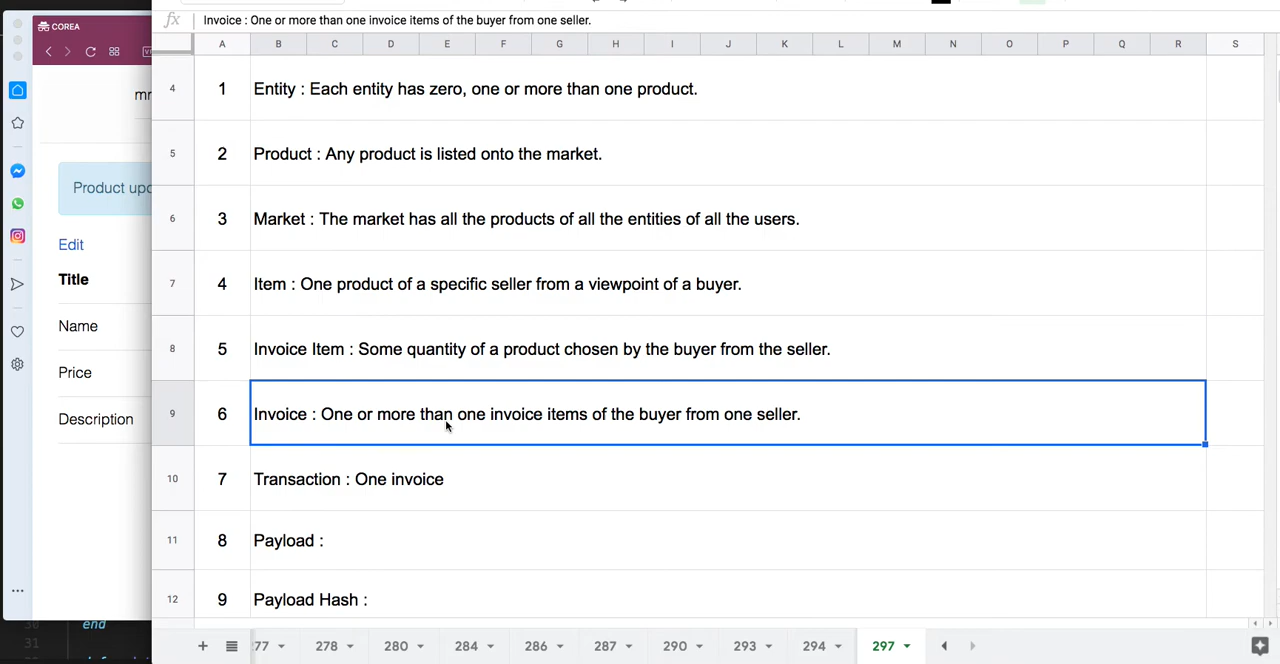 fx Invoice : One or more than one invoice items of the buyer from one seller.
COREA
A B C D E F G H I J K L M N O P Q R S
4 1 Entity : Each entity has zero, one or more than one product.
5 2 Product : Any product is listed onto the market.
6 3 Market : The market has all the products of all the entities of all the users.
7 4 Item : One product of a specific seller from a viewpoint of a buyer.
8 5 Invoice Item : Some quantity of a product chosen by the buyer from the seller.
9 6 Invoice : One or more than one invoice items of the buyer from one seller.
10 7 Transaction : One invoice
11 8 Payload :
12 9 Payload Hash :
Product upd
Edit
Title
Name
Price
Description
30 end
31
277 278 280 284 286 287 290 293 294 297